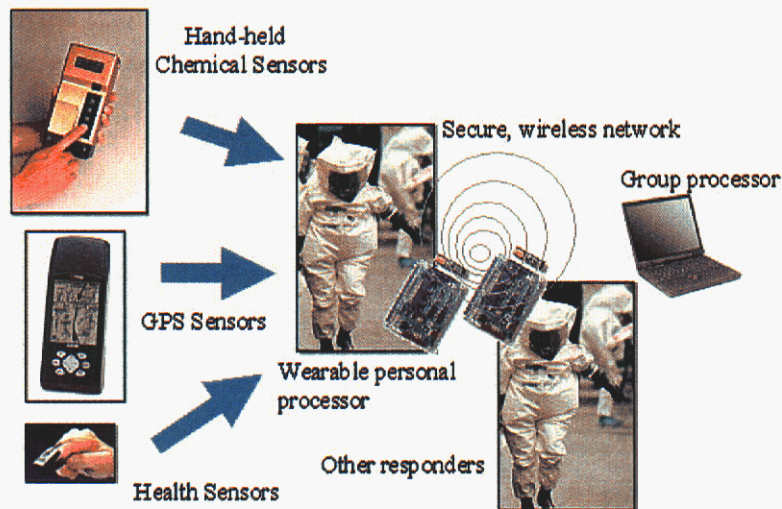 Hand-held
Chemical Sensors
Secure, wireless network
Group processor
GPS Sensors
Wearable personal
processor
Other responders
Health Sensors